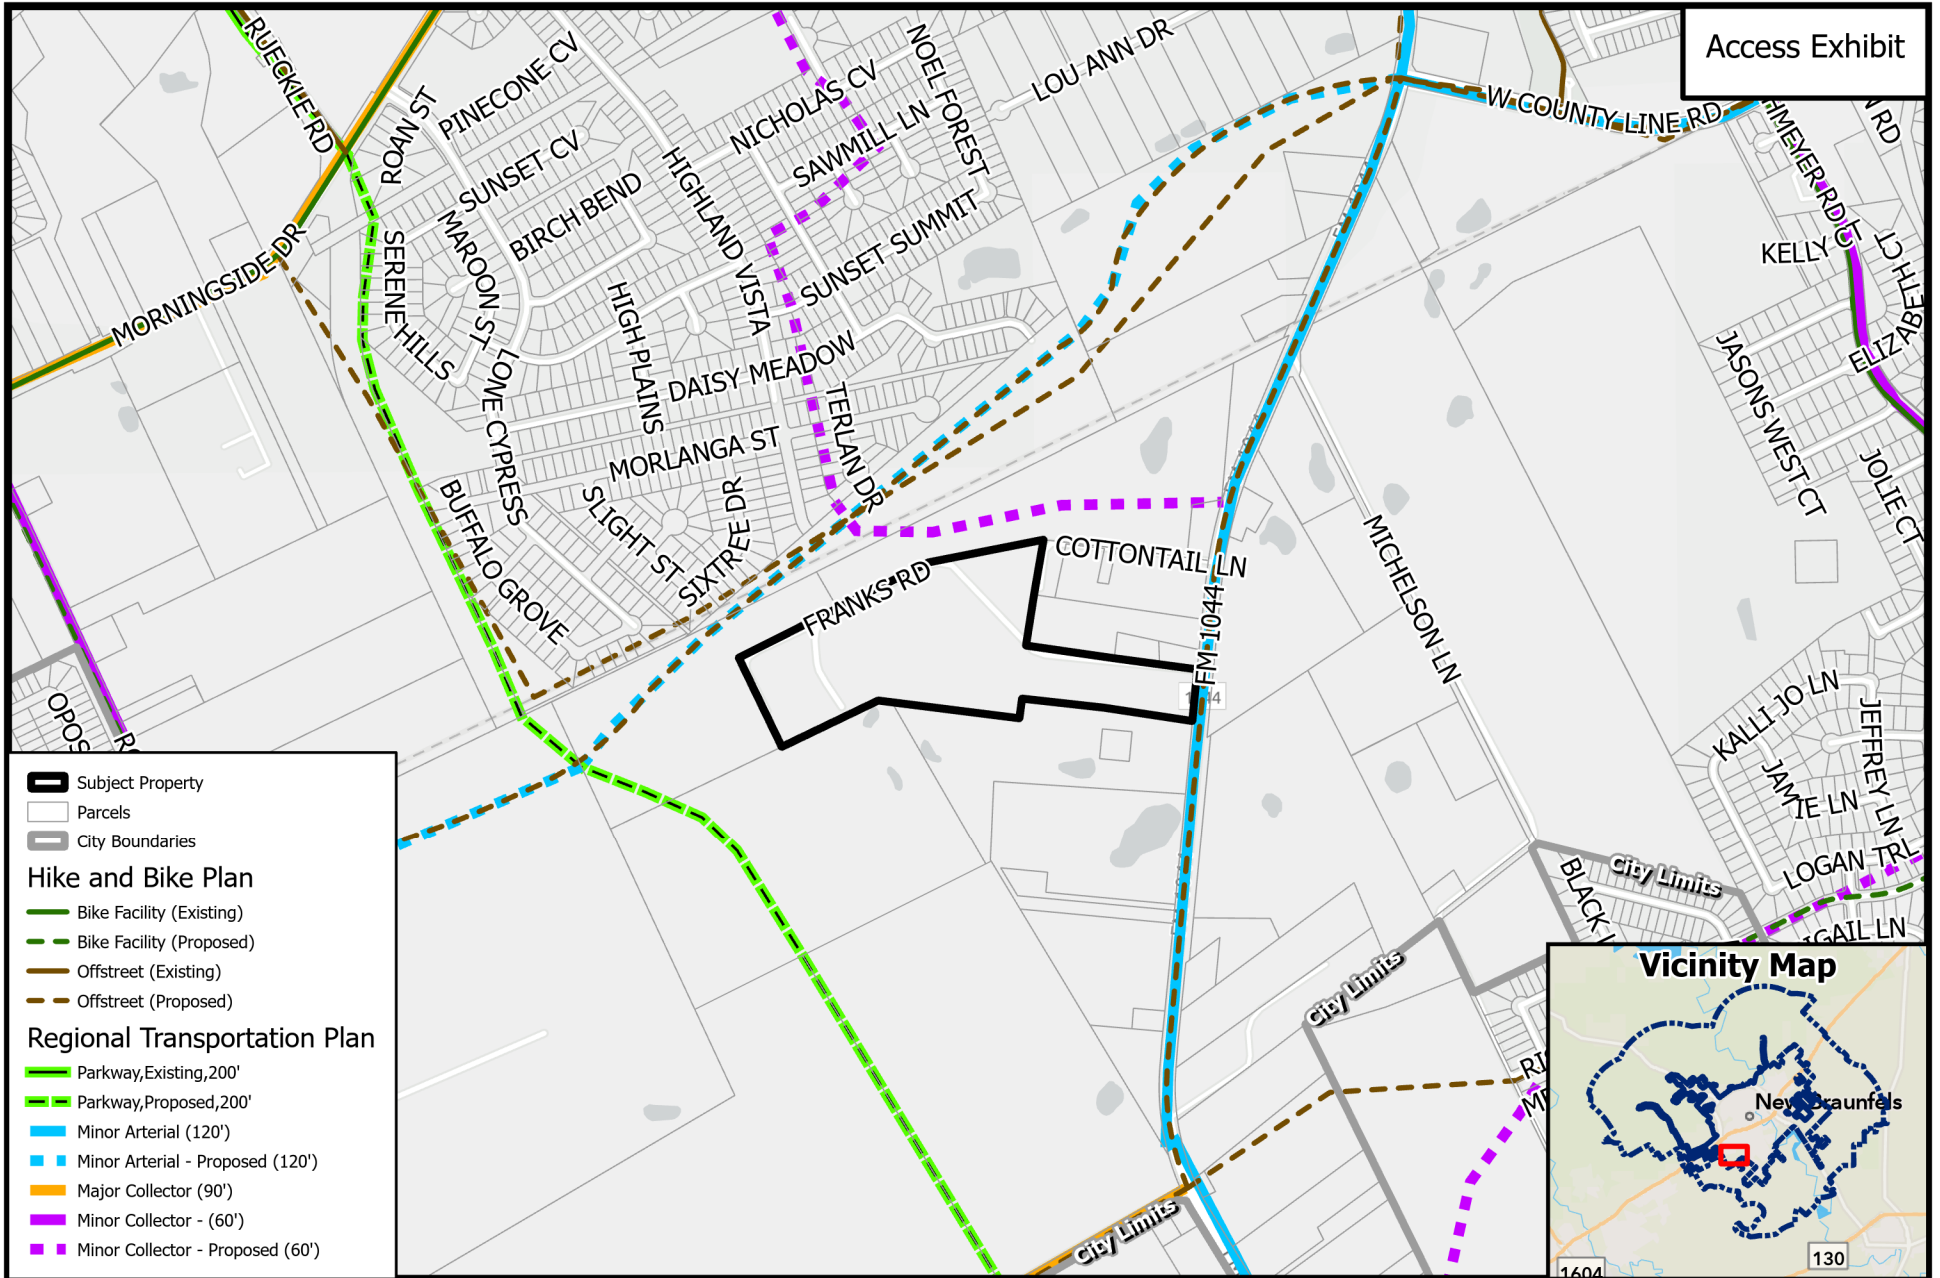 Access Exhibit
RUECKLE RD
ROAN ST
PINECONE CV
SUNSET CV
BIRCH BEND
MAROON ST
SERENE HILLS
MORNINGSIDE DR
HIGHLAND VISTA
NICHOLAS CV
SAWMILL LN
NOEL FOREST
LOU ANN DR
SUNSET SUMMIT
HIGH PLAINS
DAISY MEADOW
LONE CYPRESS
MORLANGA ST
TERLAN DR
BUFFALO GROVE
SLIGHT ST
SIXTREE DR
FRANKS RD
COTTONTAIL LN
FM 1044
W COUNTY LINE RD
KELLY
JASONS WEST CT
JOLIE CT
MICHELSON LN
KALLI JO LN
JEFFREY LN
JAMIE LN
LOGAN TRL
City Limits
City Limits
City Limits
Subject Property
Parcels
City Boundaries
Hike and Bike Plan
Bike Facility (Existing)
Bike Facility (Proposed)
Offstreet (Existing)
Offstreet (Proposed)
Regional Transportation Plan
Parkway,Existing,200'
Parkway,Proposed,200'
Minor Arterial (120')
Minor Arterial - Proposed (120')
Major Collector (90')
Minor Collector - (60')
Minor Collector - Proposed (60')
Vicinity Map
New Braunfels
130
1604